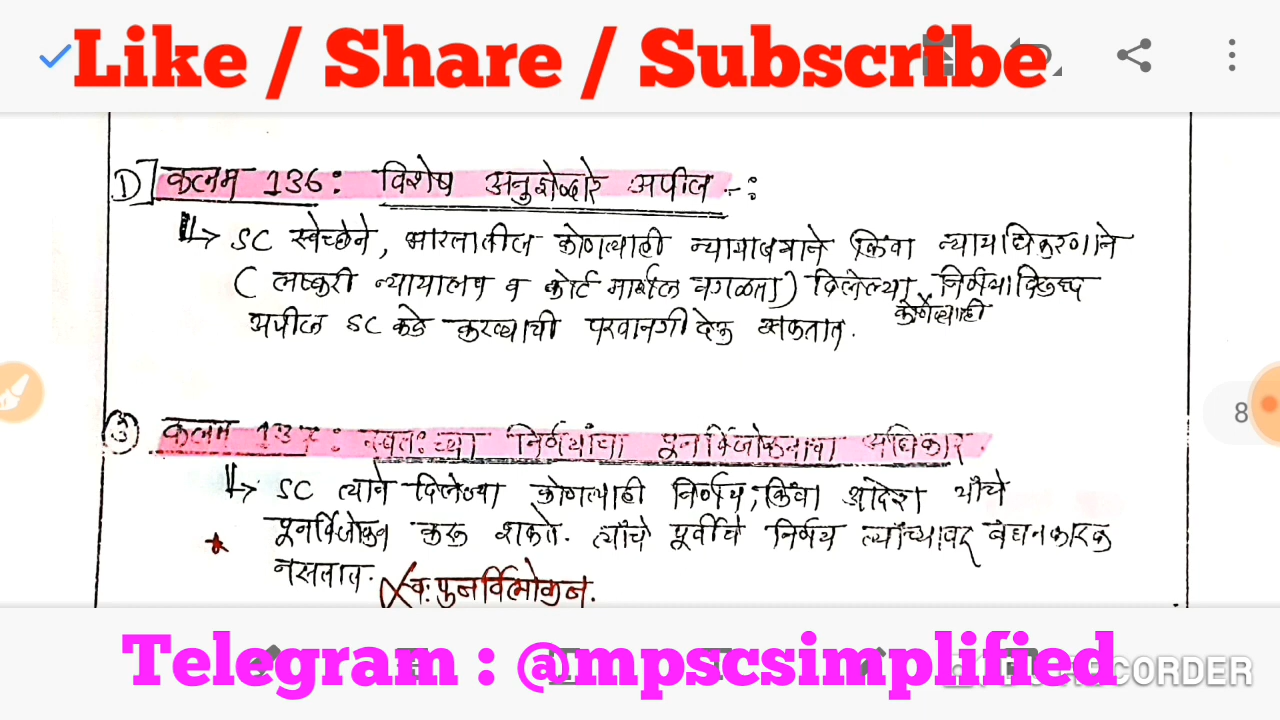 Like / Share / Subscribe
D] कलम 136: विशेष अनुज्ञेद्वारे अपील -:
↳ SC स्वेच्छेने, भारतातील कोणत्याही न्यायालयाने किंवा न्यायाधिकरणाने
( लष्करी न्यायालय व कोर्ट मार्शल वगळता) दिलेल्या निर्णयाविरुद्ध
कोणत्याही
अपील SC कडे करण्याची परवानगी देऊ शकतात.
8
③ कलम 137: स्वतःच्या निर्णयांचा पुनर्विलोकनाचा अधिकार
↳ SC त्याने दिलेल्या कोणत्याही निर्णय, किंवा आदेश यांचे
पुनर्विलोकन करू शकते. त्यांचे पूर्वीचे निर्णय त्यांच्यावर बंधनकारक
नसतात.
स्व:पुनर्विलोकन.
Telegram : @mpscsimplified
RECORDER